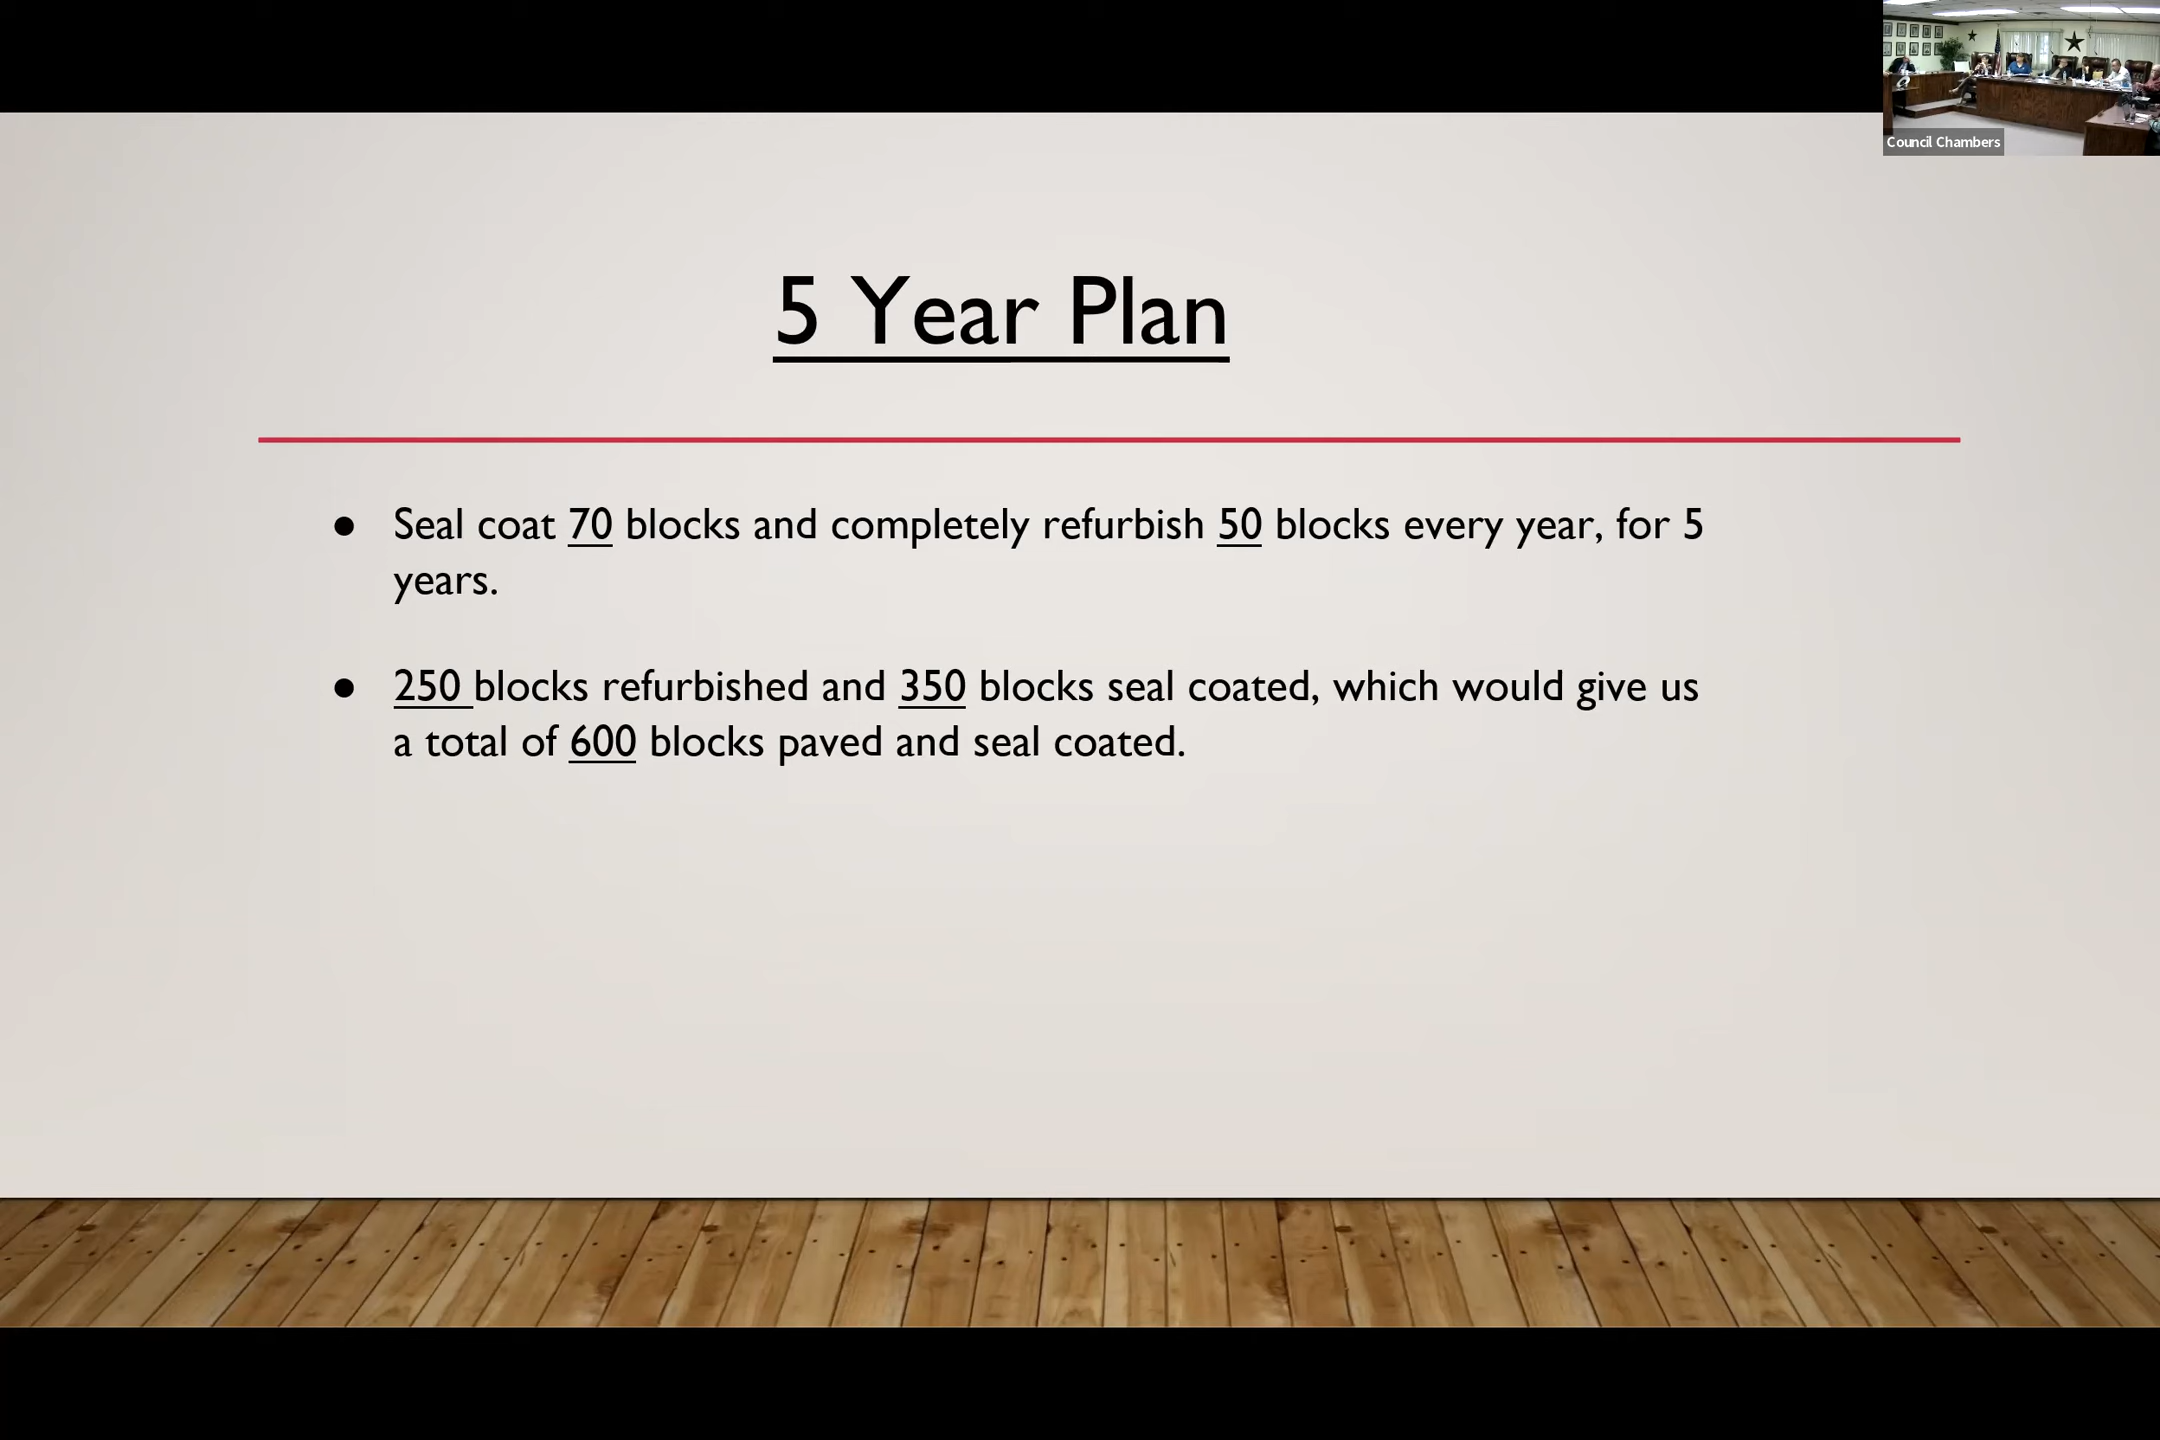 Council Chambers
5 Year Plan
● Seal coat 70 blocks and completely refurbish 50 blocks every year, for 5
years.
● 250 blocks refurbished and 350 blocks seal coated, which would give us
a total of 600 blocks paved and seal coated.